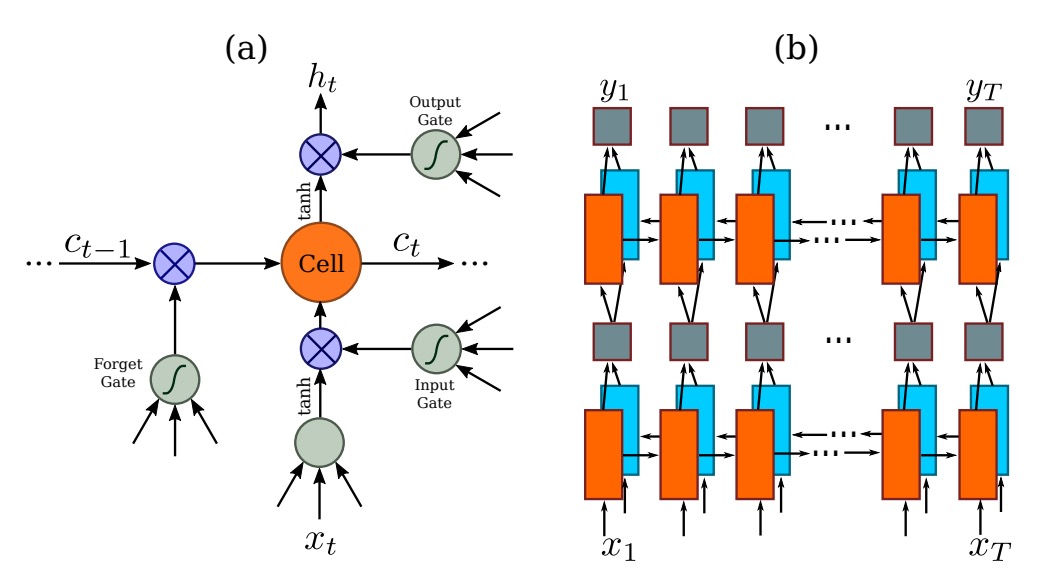 (a)
h_t
Output
Gate
tanh
... c_{t−1}
Cell
c_t ...
Forget
Gate
tanh
Input
Gate
x_t
(b)
y_1
y_T
...
...
...
...
...
...
x_1
x_T